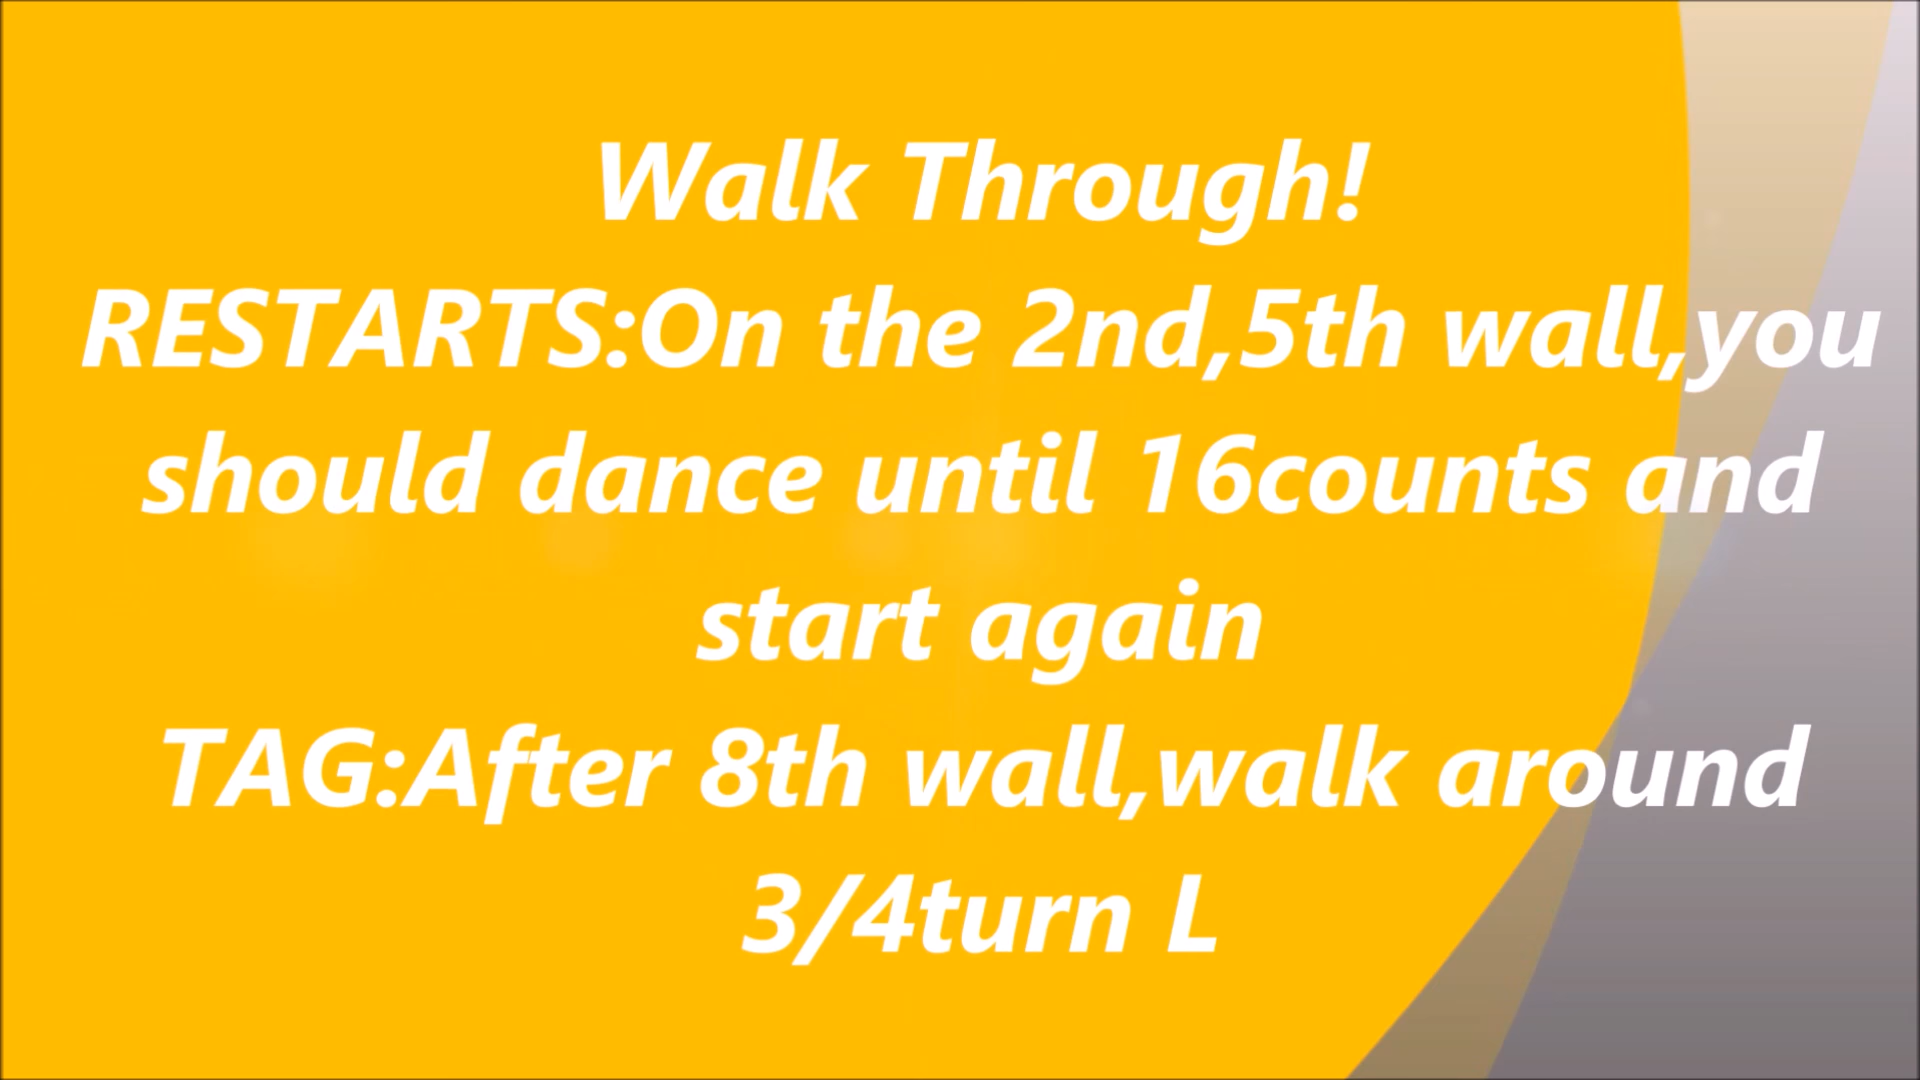 Walk Through!
RESTARTS:On the 2nd,5th wall,you
should dance until 16counts and
start again
TAG:After 8th wall,walk around
3/4turn L